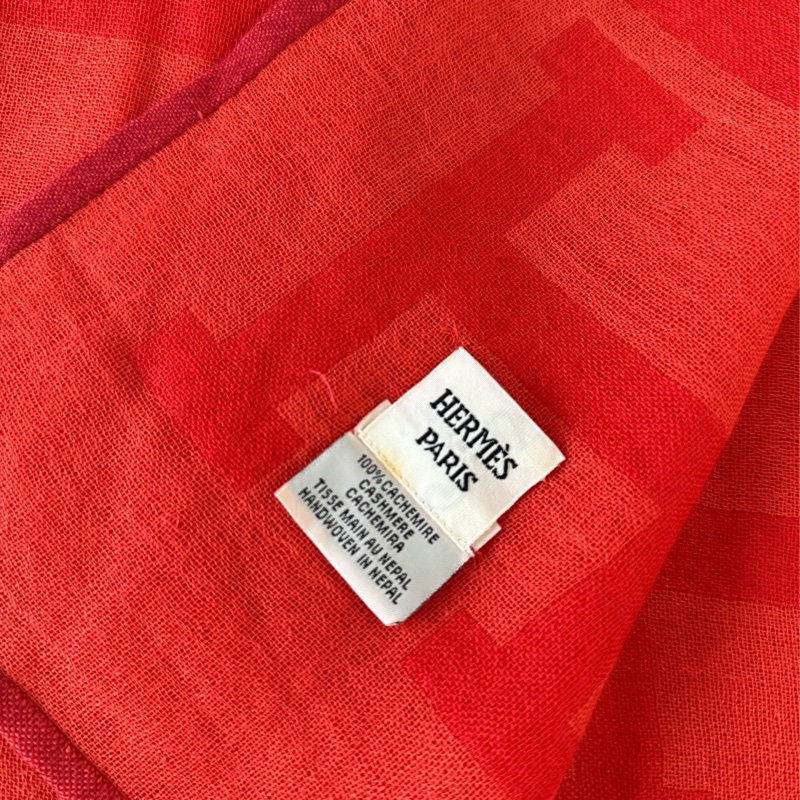 HERMÈS
PARIS
100% CACHEMIRE
CASHMERE
CACHEMIRA
TISSE MAIN AU NEPAL
HANDWOVEN IN NEPAL